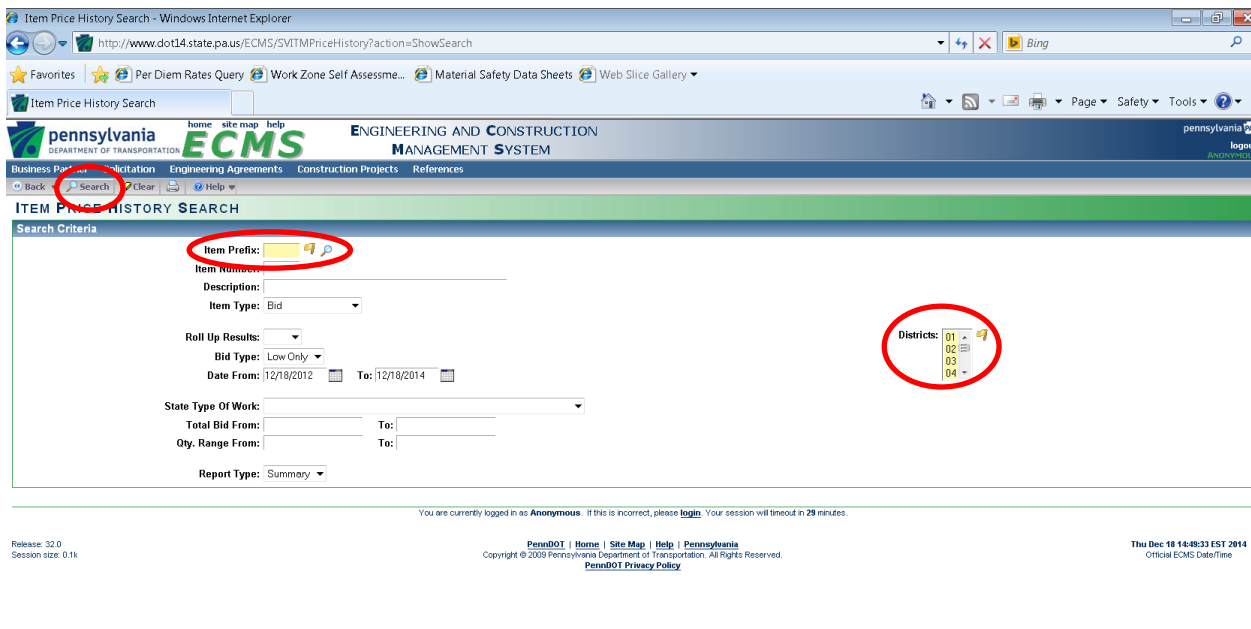 Item Price History Search - Windows Internet Explorer
http://www.dot14.state.pa.us/ECMS/SVITMPriceHistory?action=ShowSearch
Bing
Favorites Per Diem Rates Query Work Zone Self Assessme... Material Safety Data Sheets Web Slice Gallery
Item Price History Search
Page Safety Tools
home site map help
pennsylvania
DEPARTMENT OF TRANSPORTATION
ECMS
ENGINEERING AND CONSTRUCTION
MANAGEMENT SYSTEM
pennsylvania
logou
ANONYMOU
Business Partner Solicitation Engineering Agreements Construction Projects References
Back Search Clear Help
ITEM PRICE HISTORY SEARCH
Search Criteria
Item Prefix:
Item Number:
Description:
Item Type: Bid
Roll Up Results:
Districts: 01
02
03
04
Bid Type: Low Only
Date From: 12/18/2012 To: 12/18/2014
State Type Of Work:
Total Bid From: To:
Qty. Range From: To:
Report Type: Summary
You are currently logged in as Anonymous. If this is incorrect, please login. Your session will timeout in 29 minutes.
Release: 32.0
Session size: 0.1k
PennDOT | Home | Site Map | Help | Pennsylvania
Copyright © 2009 Pennsylvania Department of Transportation. All Rights Reserved.
PennDOT Privacy Policy
Thu Dec 18 14:49:33 EST 2014
Official ECMS Date/Time